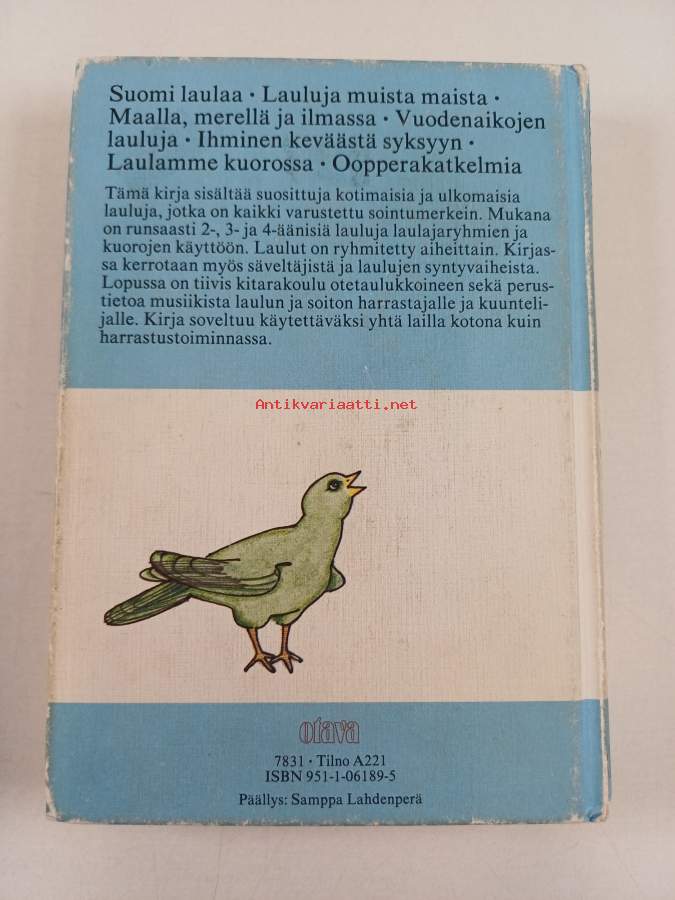 Suomi laulaa · Lauluja muista maista ·
Maalla, merellä ja ilmassa · Vuodenaikojen
lauluja · Ihminen keväästä syksyyn ·
Laulamme kuorossa · Oopperakatkelmia
Tämä kirja sisältää suosittuja kotimaisia ja ulkomaisia
lauluja, jotka on kaikki varustettu sointumerkein. Mukana
on runsaasti 2-, 3- ja 4-äänisiä lauluja laulajaryhmien ja
kuorojen käyttöön. Laulut on ryhmitetty aiheittain. Kirjas-
sa kerrotaan myös säveltäjistä ja laulujen syntyvaiheista.
Lopussa on tiivis kitarakoulu otetaulukkoineen sekä perus-
tietoa musiikista laulun ja soiton harrastajalle ja kuunteli-
jalle. Kirja soveltuu käytettäväksi yhtä lailla kotona kuin
harrastustoiminnassa.
Antikvariaatti.net
otava
7831 · Tilno A221
ISBN 951-1-06189-5
Päällys: Samppa Lahdenperä